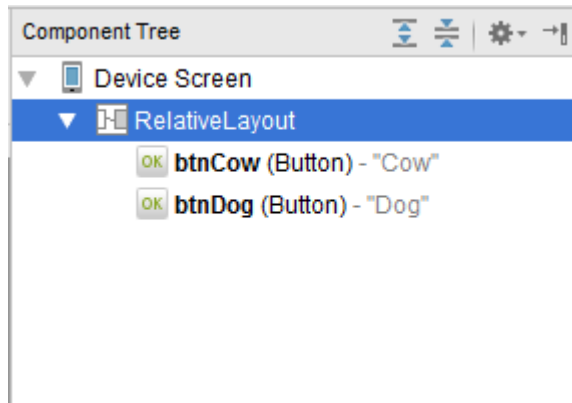 Component Tree
Device Screen
RelativeLayout
OK btnCow (Button) - "Cow"
OK btnDog (Button) - "Dog"